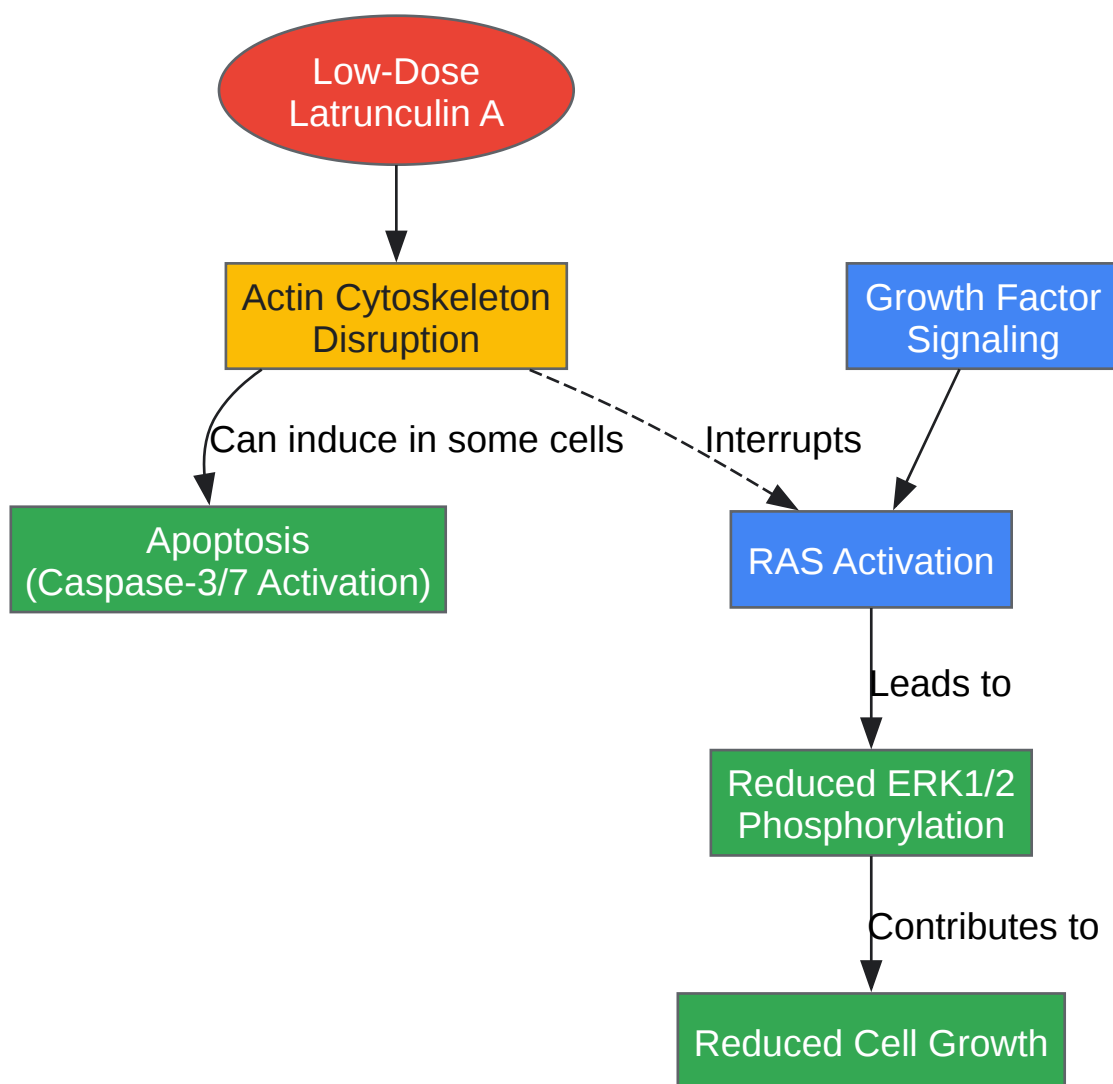 Low-Dose
Latrunculin A
Actin Cytoskeleton
Disruption
Growth Factor
Signaling
Can induce in some cells
Interrupts
Apoptosis
(Caspase-3/7 Activation)
RAS Activation
Leads to
Reduced ERK1/2
Phosphorylation
Contributes to
Reduced Cell Growth